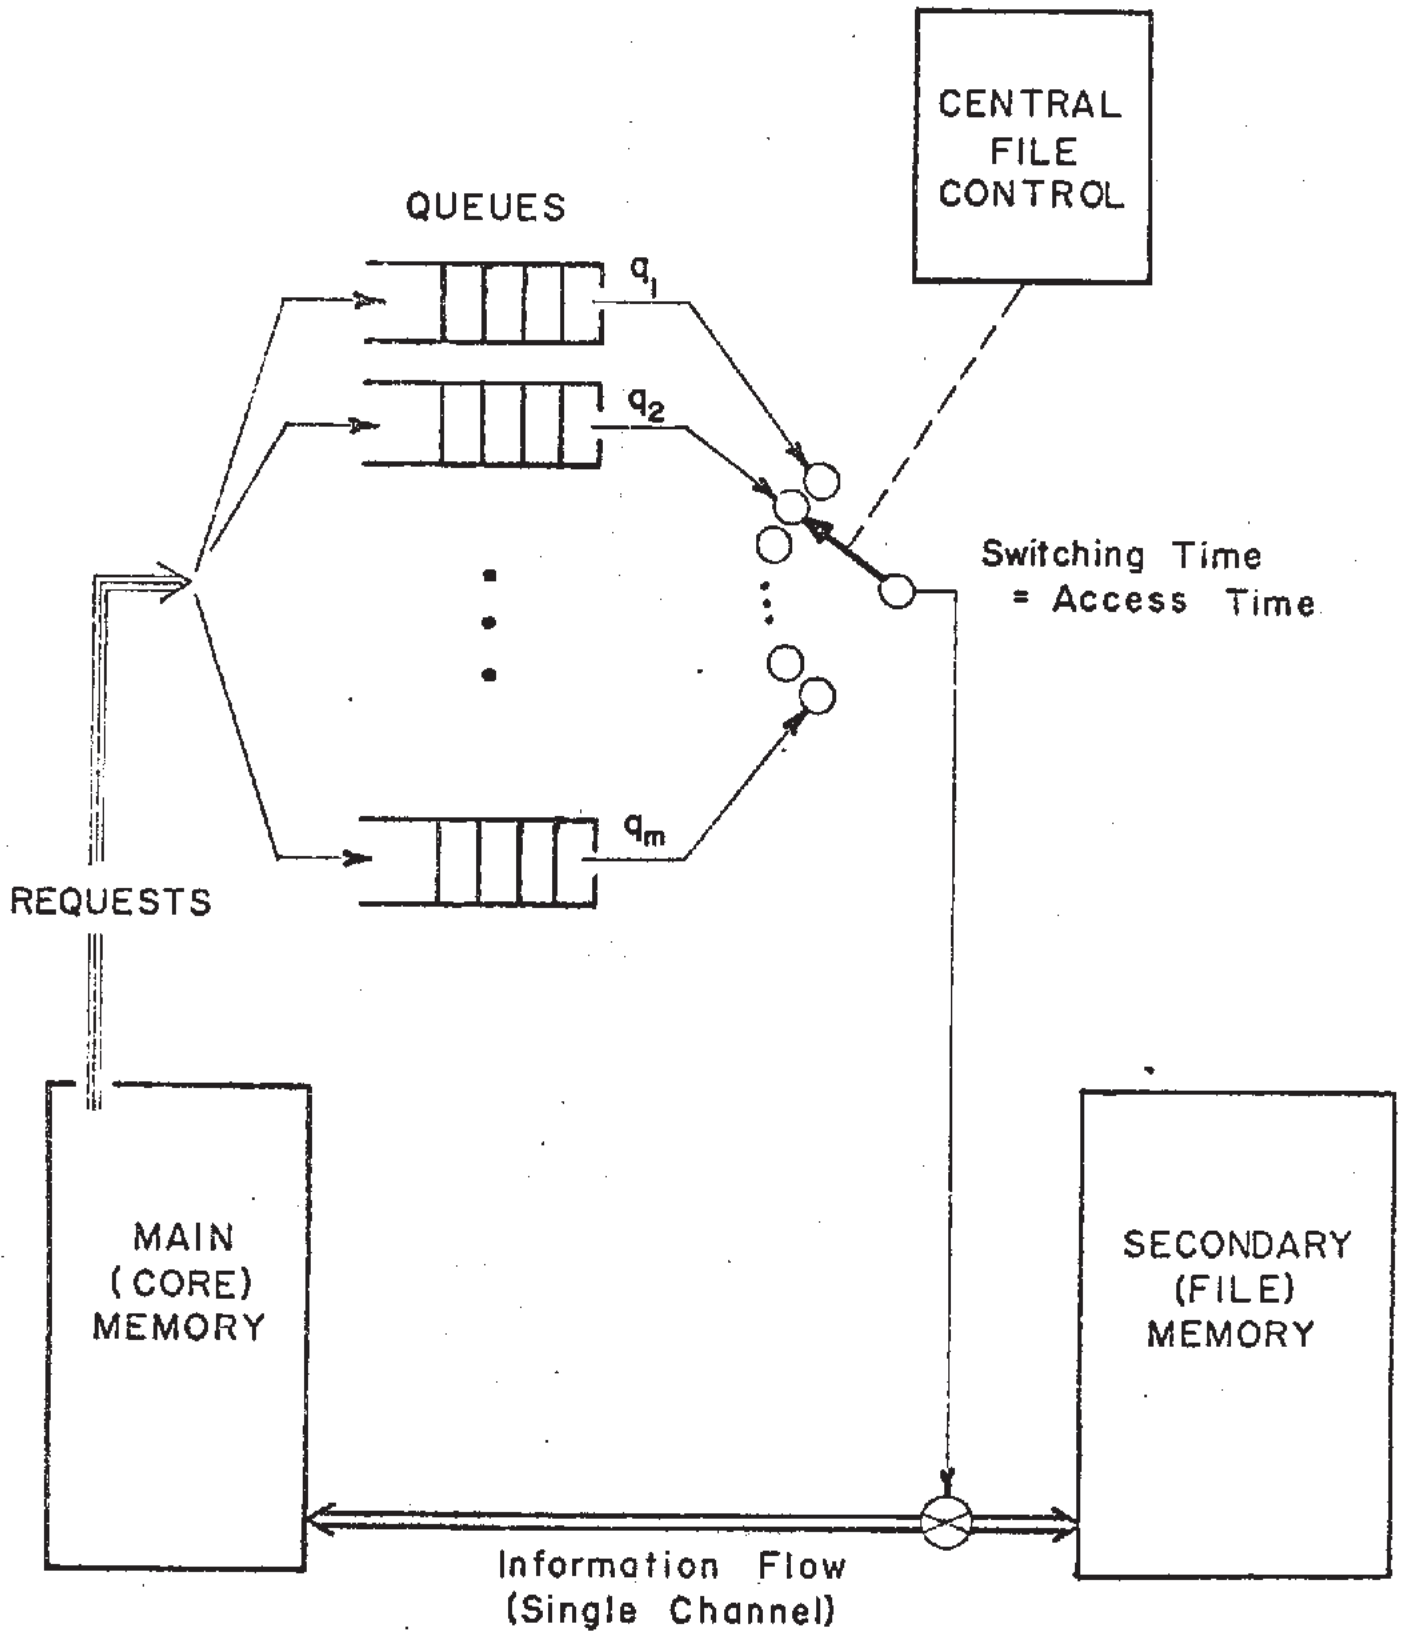 CENTRAL
FILE
CONTROL
QUEUES
q1
q2
Switching Time
= Access Time
qm
REQUESTS
MAIN
(CORE)
MEMORY
SECONDARY
(FILE)
MEMORY
Information Flow
(Single Channel)